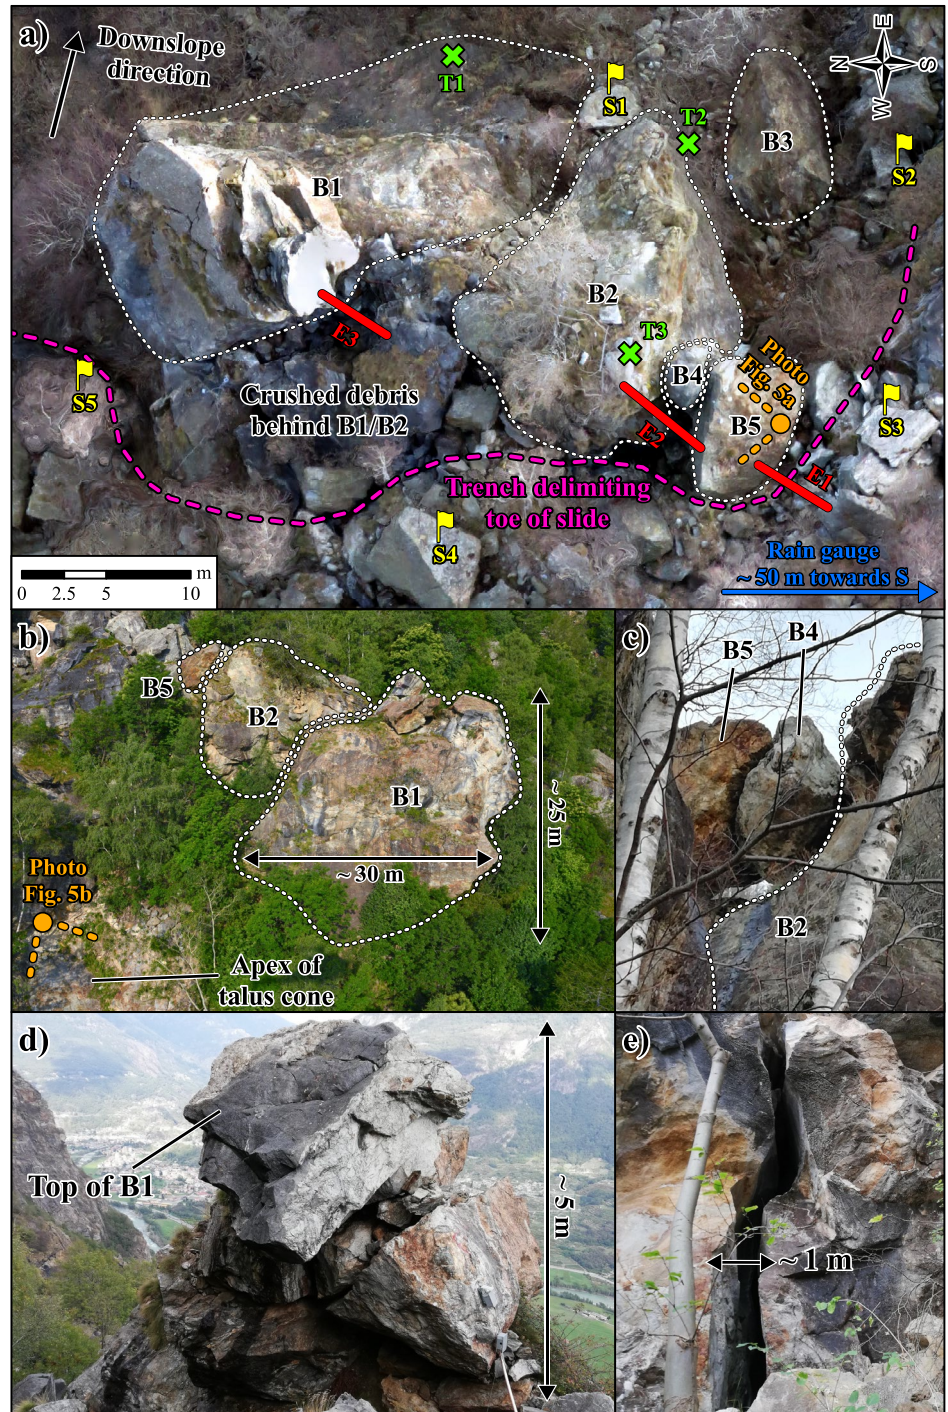 a)
Downslope
direction
E
N
S
W
T1
S1
T2
B3
S2
B1
B2
E3
T3
Photo
Fig. 5a
B4
S5
Crushed debris
behind B1/B2
B5
S3
E2
E1
Trench delimiting
toe of slide
S4
Rain gauge
~ 50 m towards S
m
0 2.5 5 10
b)
B5
B2
B1
~ 25 m
~ 30 m
Photo
Fig. 5b
Apex of
talus cone
c)
B5
B4
B2
d)
Top of B1
~ 5 m
e)
~ 1 m